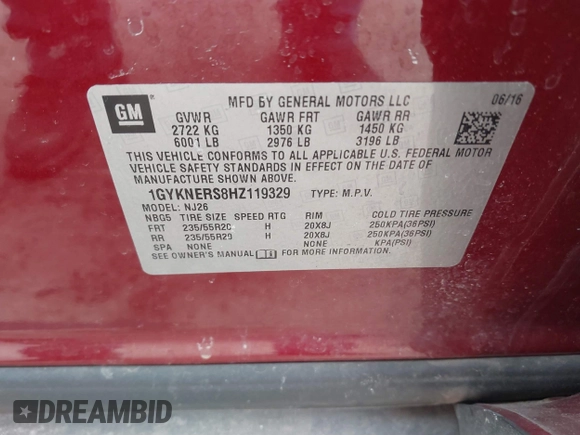 GM
MFD BY GENERAL MOTORS LLC 06/16
GVWR GAWR FRT GAWR RR
2722 KG 1350 KG 1450 KG
6001 LB 2976 LB 3196 LB
THIS VEHICLE CONFORMS TO ALL APPLICABLE U.S. FEDERAL MOTOR
VEHICLE SAFETY STANDARDS IN EFFECT ON THE DATE OF
MANUFACTURE SHOWN ABOVE.
1GYKNERS8HZ119329 TYPE: M.P.V.
MODEL: NJ26
NBG5 TIRE SIZE SPEED RTG RIM COLD TIRE PRESSURE
FRT 235/55R20 H 20X8J 250KPA(36PSI)
RR 235/55R20 H 20X8J 250KPA(36PSI)
SPA NONE NONE KPA(PSI)
SEE OWNER'S MANUAL FOR MORE INFORMATION
DREAMBID